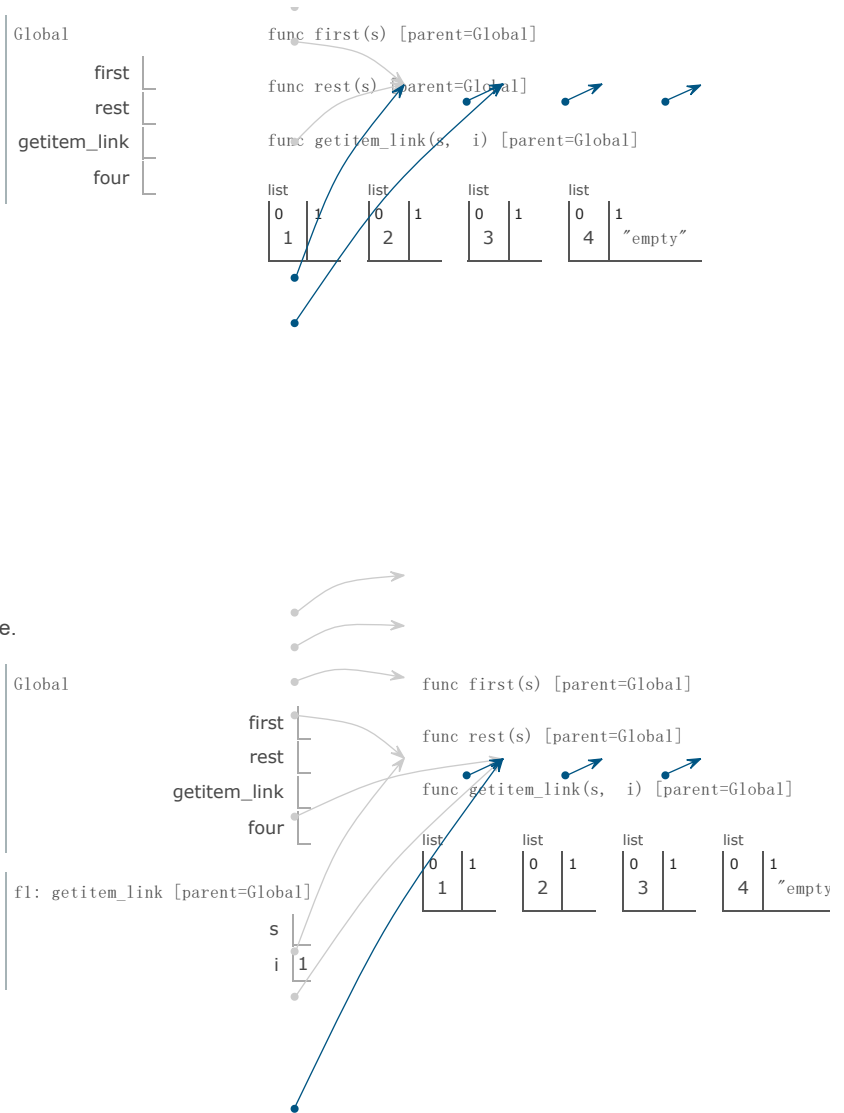 Global
func first(s) [parent=Global]
first
func rest(s) [parent=Global]
rest
getitem_link
func getitem_link(s, i) [parent=Global]
four
list list list list
0 1 0 1 0 1 0 1
1 2 3 4 "empty"
e.
Global
func first(s) [parent=Global]
first
func rest(s) [parent=Global]
rest
getitem_link
func getitem_link(s, i) [parent=Global]
four
list list list list
0 1 0 1 0 1 0 1
1 2 3 4 "empty
f1: getitem_link [parent=Global]
s
i 1